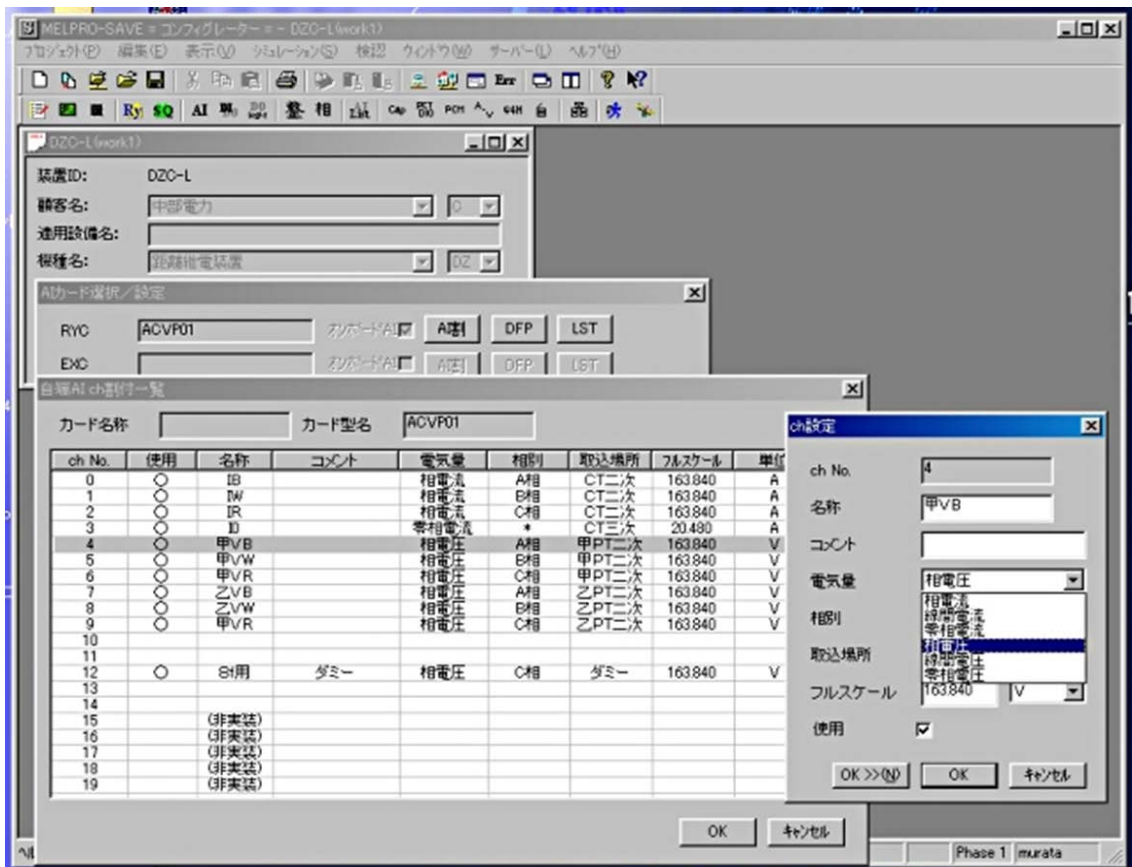 MELPRO-SAVE = コンフィグレーター = - DZC-L(work1)
プロジェクト(P) 編集(E) 表示(V) シミュレーション(S) 検認 ウィンドウ(W) サーバー(L) ヘルプ(H)
Err
Ry SQ AI 整 相 Cap PCM
DZC-L(work1)
装置ID: DZC-L
顧客名: 中部電力 C
適用設備名:
機種名: 距離継電装置 DZ
AIカード選択/設定
RYC ACVP01 オンボードAI AI割 DFP LST
EXC オンボードAI AI割 DFP LST
自端AI ch割付一覧
カード名称 カード型名 ACVP01
ch No. 使用 名称 コメント 電気量 相別 取込場所 フルスケール 単位
0 ○ IB 相電流 A相 CT二次 163.840 A
1 ○ IW 相電流 B相 CT二次 163.840 A
2 ○ IR 相電流 C相 CT二次 163.840 A
3 ○ I0 零相電流 * CT三次 20.480 A
4 ○ 甲VB 相電圧 A相 甲PT二次 163.840 V
5 ○ 甲VW 相電圧 B相 甲PT二次 163.840 V
6 ○ 甲VR 相電圧 C相 甲PT二次 163.840 V
7 ○ 乙VB 相電圧 A相 乙PT二次 163.840 V
8 ○ 乙VW 相電圧 B相 乙PT二次 163.840 V
9 ○ 甲VR 相電圧 C相 乙PT二次 163.840 V
10
11
12 ○ Sf用 ダミー 相電圧 C相 ダミー 163.840 V
13
14
15 (非実装)
16 (非実装)
17 (非実装)
18 (非実装)
19 (非実装)
OK キャンセル
ch設定
ch No. 4
名称 甲VB
コメント
電気量 相電圧
相電流
線間電流
零相電流
相電圧
線間電圧
零相電圧
相別
取込場所
フルスケール 163.840 V
使用
OK >>(N) OK キャンセル
Phase 1 murata